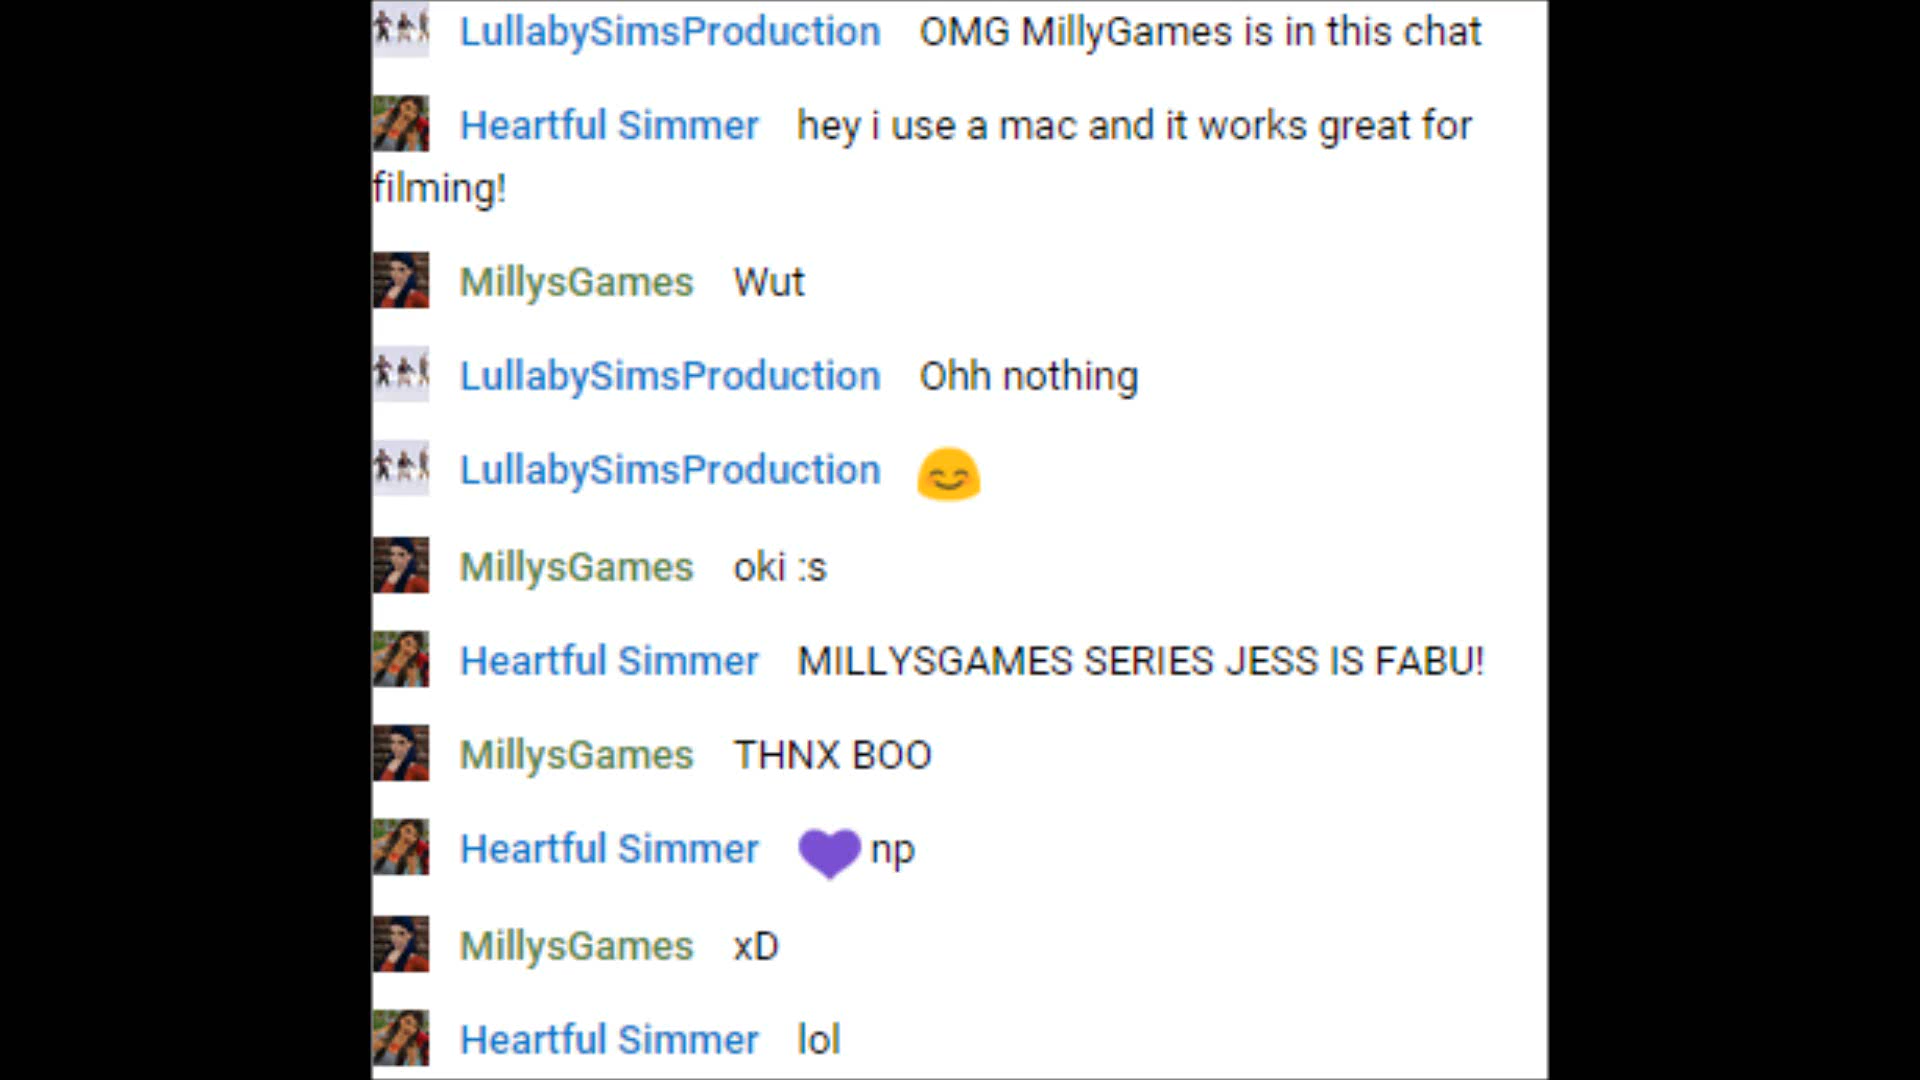 LullabySimsProduction OMG MillyGames is in this chat
Heartful Simmer hey i use a mac and it works great for
filming!
MillysGames Wut
LullabySimsProduction Ohh nothing
LullabySimsProduction 😊
MillysGames oki :s
Heartful Simmer MILLYSGAMES SERIES JESS IS FABU!
MillysGames THNX BOO
Heartful Simmer 💜 np
MillysGames xD
Heartful Simmer lol